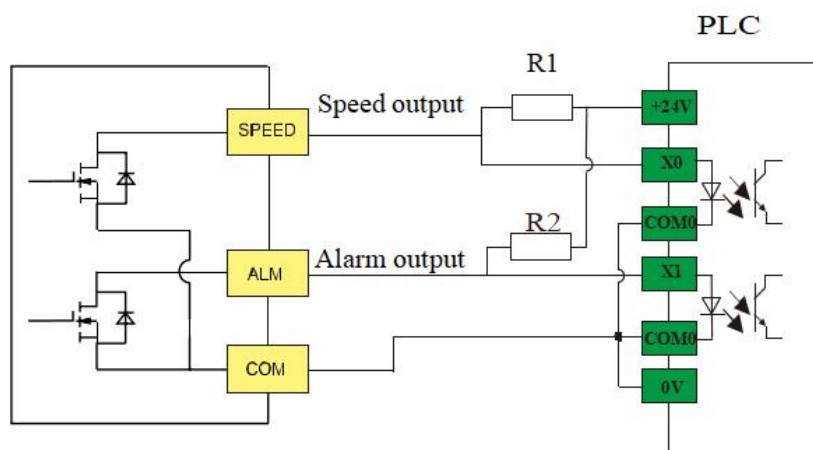 PLC
R1
Speed output
+24V
SPEED
X0
COM0
R2
ALM
Alarm output
X1
COM0
COM
0V